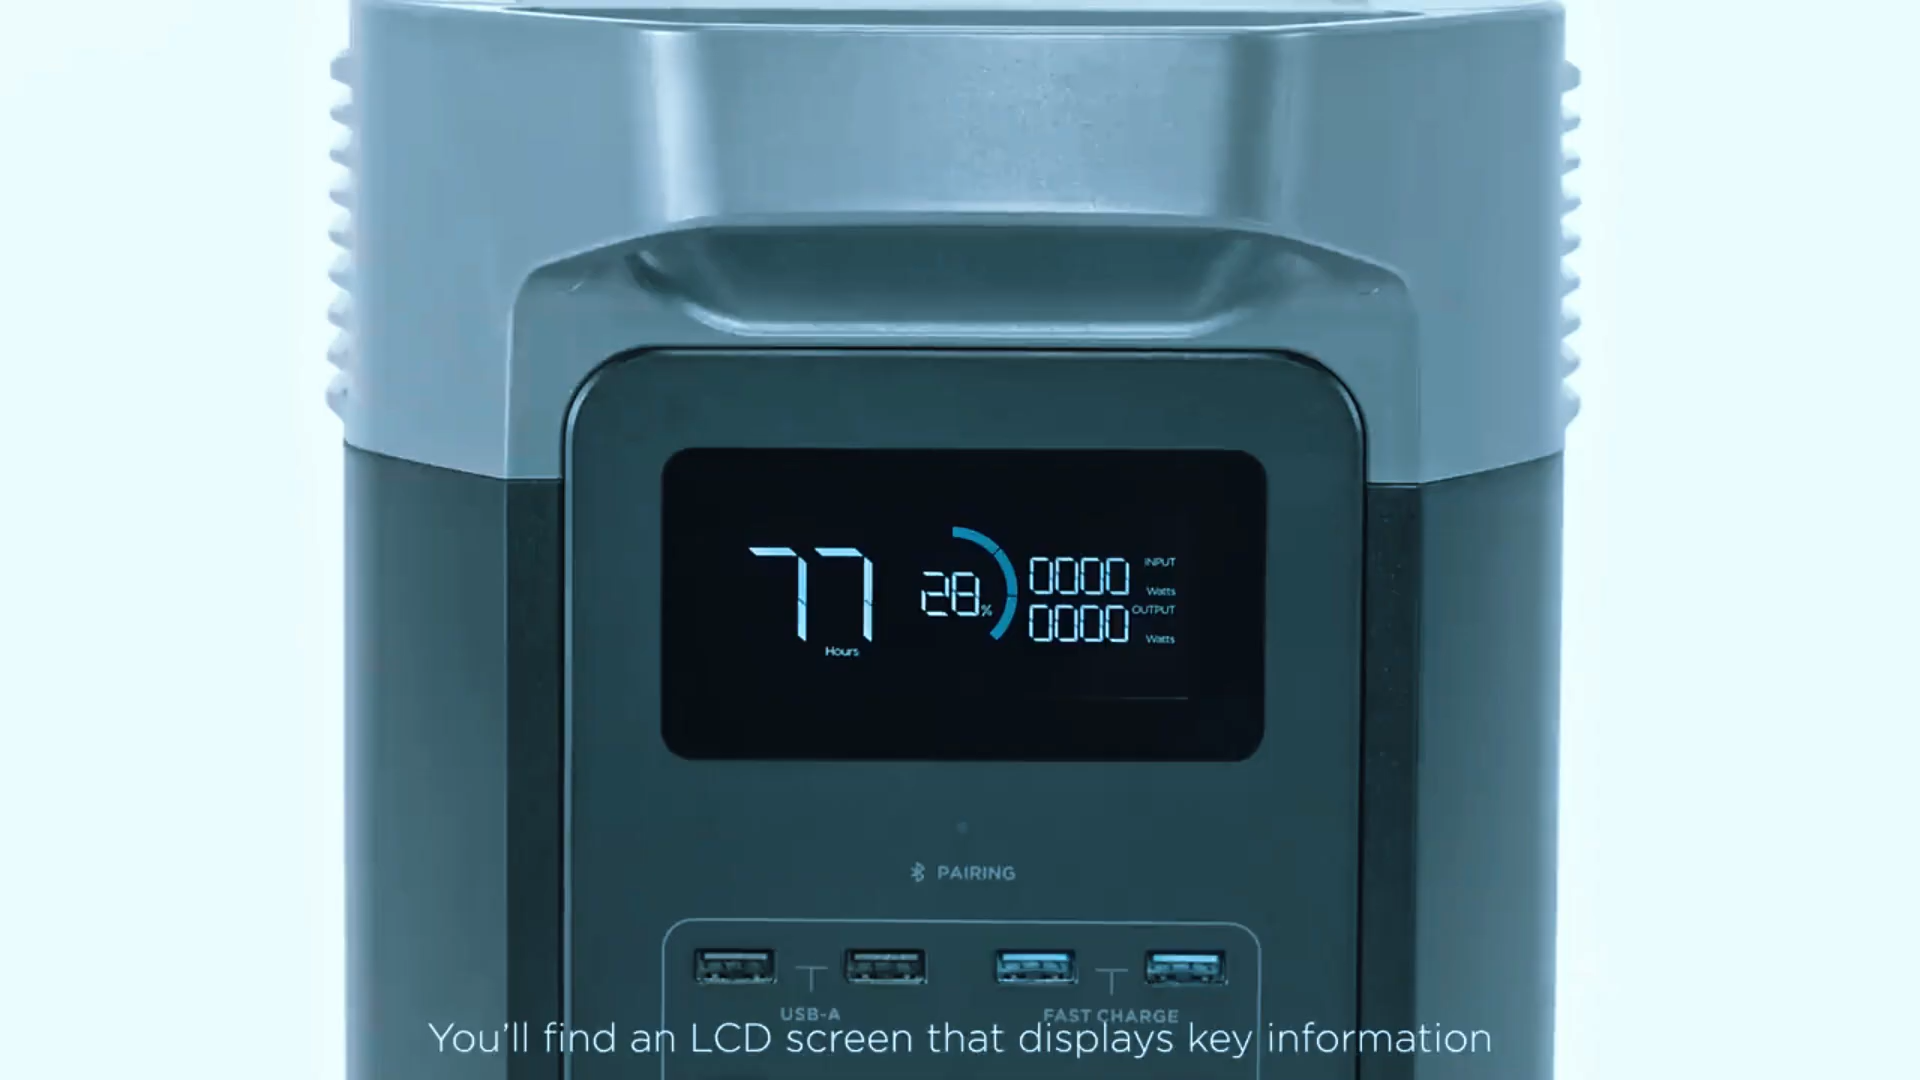 77
Hours
28%
0000 INPUT
Watts
0000 OUTPUT
Watts
PAIRING
USB-A
FAST CHARGE
You'll find an LCD screen that displays key information